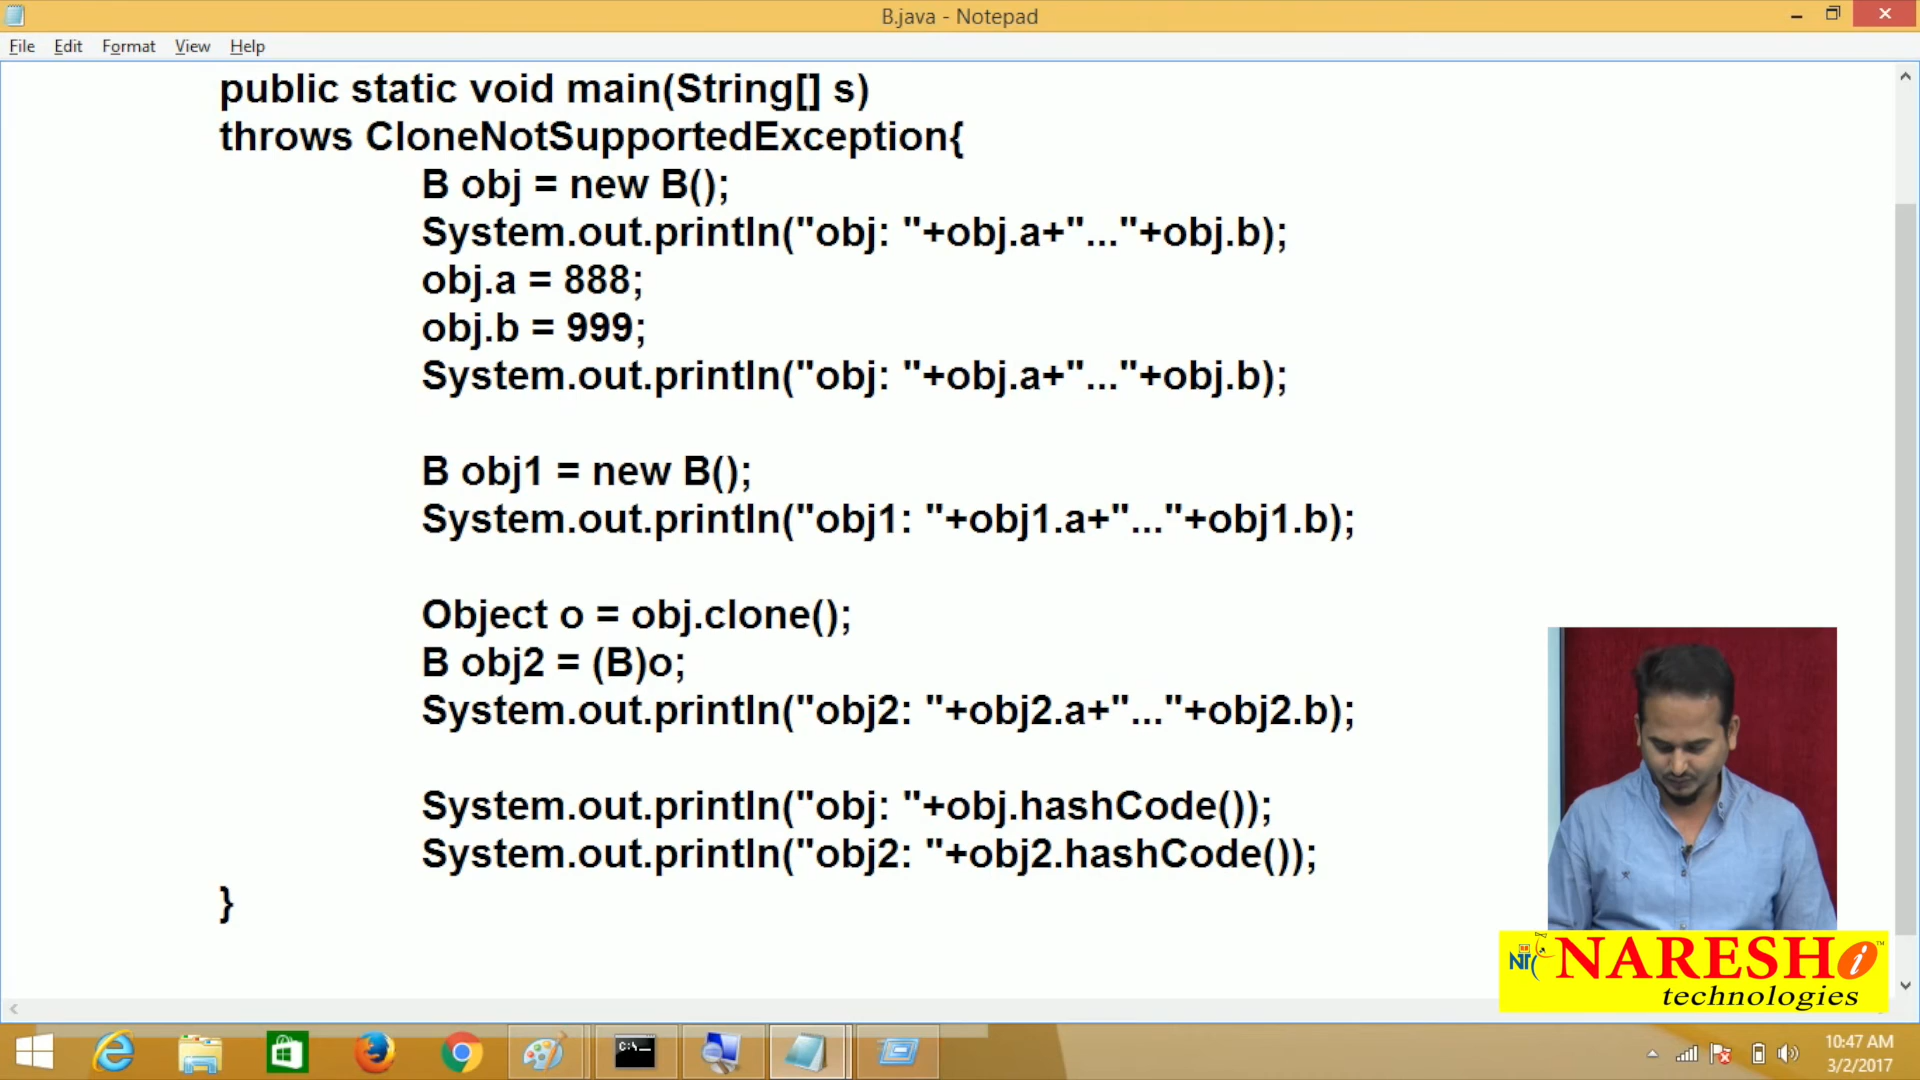 B.java - Notepad
File Edit Format View Help
public static void main(String[] s)
throws CloneNotSupportedException{
B obj = new B();
System.out.println("obj: "+obj.a+"..."+obj.b);
obj.a = 888;
obj.b = 999;
System.out.println("obj: "+obj.a+"..."+obj.b);
B obj1 = new B();
System.out.println("obj1: "+obj1.a+"..."+obj1.b);
Object o = obj.clone();
B obj2 = (B)o;
System.out.println("obj2: "+obj2.a+"..."+obj2.b);
System.out.println("obj: "+obj.hashCode());
System.out.println("obj2: "+obj2.hashCode());
}
NT NARESH i ™
technologies
C:\
10:47 AM
3/2/2017